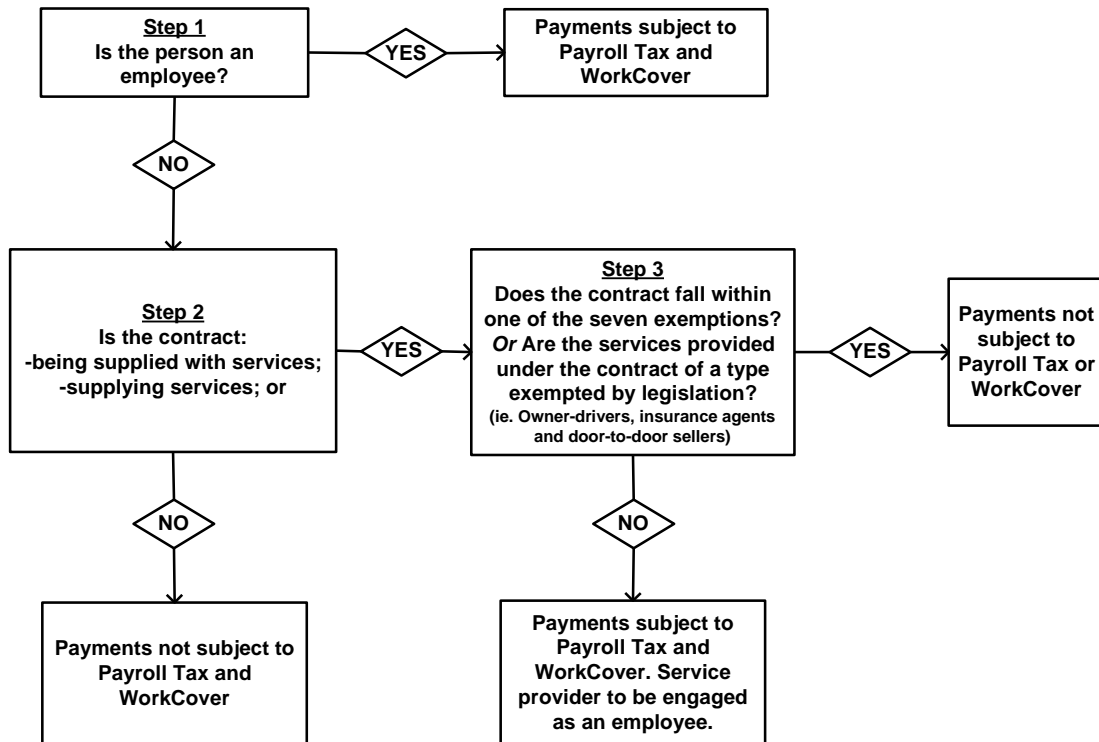 Step 1
Is the person an
employee?
YES
Payments subject to
Payroll Tax and
WorkCover
NO
Step 2
Is the contract:
-being supplied with services;
-supplying services; or
YES
Step 3
Does the contract fall within
one of the seven exemptions?
Or Are the services provided
under the contract of a type
exempted by legislation?
(ie. Owner-drivers, insurance agents
and door-to-door sellers)
YES
Payments not
subject to
Payroll Tax or
WorkCover
NO
Payments not subject to
Payroll Tax and
WorkCover
NO
Payments subject to
Payroll Tax and
WorkCover. Service
provider to be engaged
as an employee.